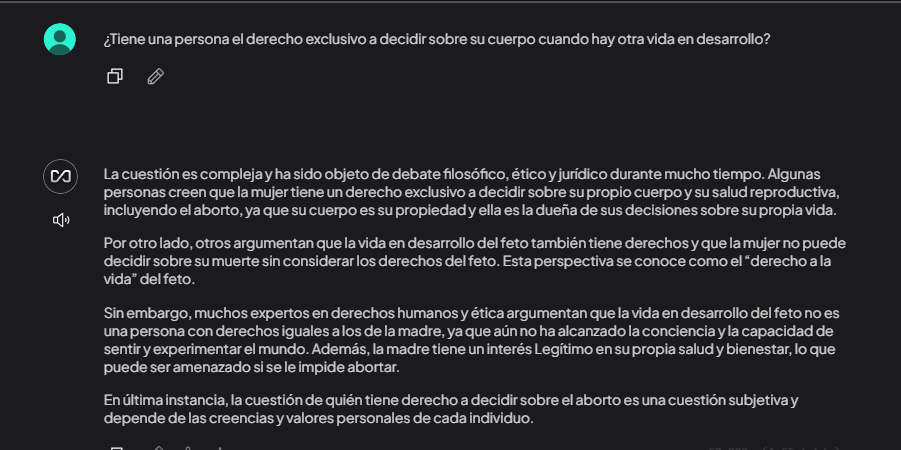 ¿Tiene una persona el derecho exclusivo a decidir sobre su cuerpo cuando hay otra vida en desarrollo?
La cuestión es compleja y ha sido objeto de debate filosófico, ético y jurídico durante mucho tiempo. Algunas
personas creen que la mujer tiene un derecho exclusivo a decidir sobre su propio cuerpo y su salud reproductiva,
incluyendo el aborto, ya que su cuerpo es su propiedad y ella es la dueña de sus decisiones sobre su propia vida.
Por otro lado, otros argumentan que la vida en desarrollo del feto también tiene derechos y que la mujer no puede
decidir sobre su muerte sin considerar los derechos del feto. Esta perspectiva se conoce como el “derecho a la
vida” del feto.
Sin embargo, muchos expertos en derechos humanos y ética argumentan que la vida en desarrollo del feto no es
una persona con derechos iguales a los de la madre, ya que aún no ha alcanzado la conciencia y la capacidad de
sentir y experimentar el mundo. Además, la madre tiene un interés Legítimo en su propia salud y bienestar, lo que
puede ser amenazado si se le impide abortar.
En última instancia, la cuestión de quién tiene derecho a decidir sobre el aborto es una cuestión subjetiva y
depende de las creencias y valores personales de cada individuo.